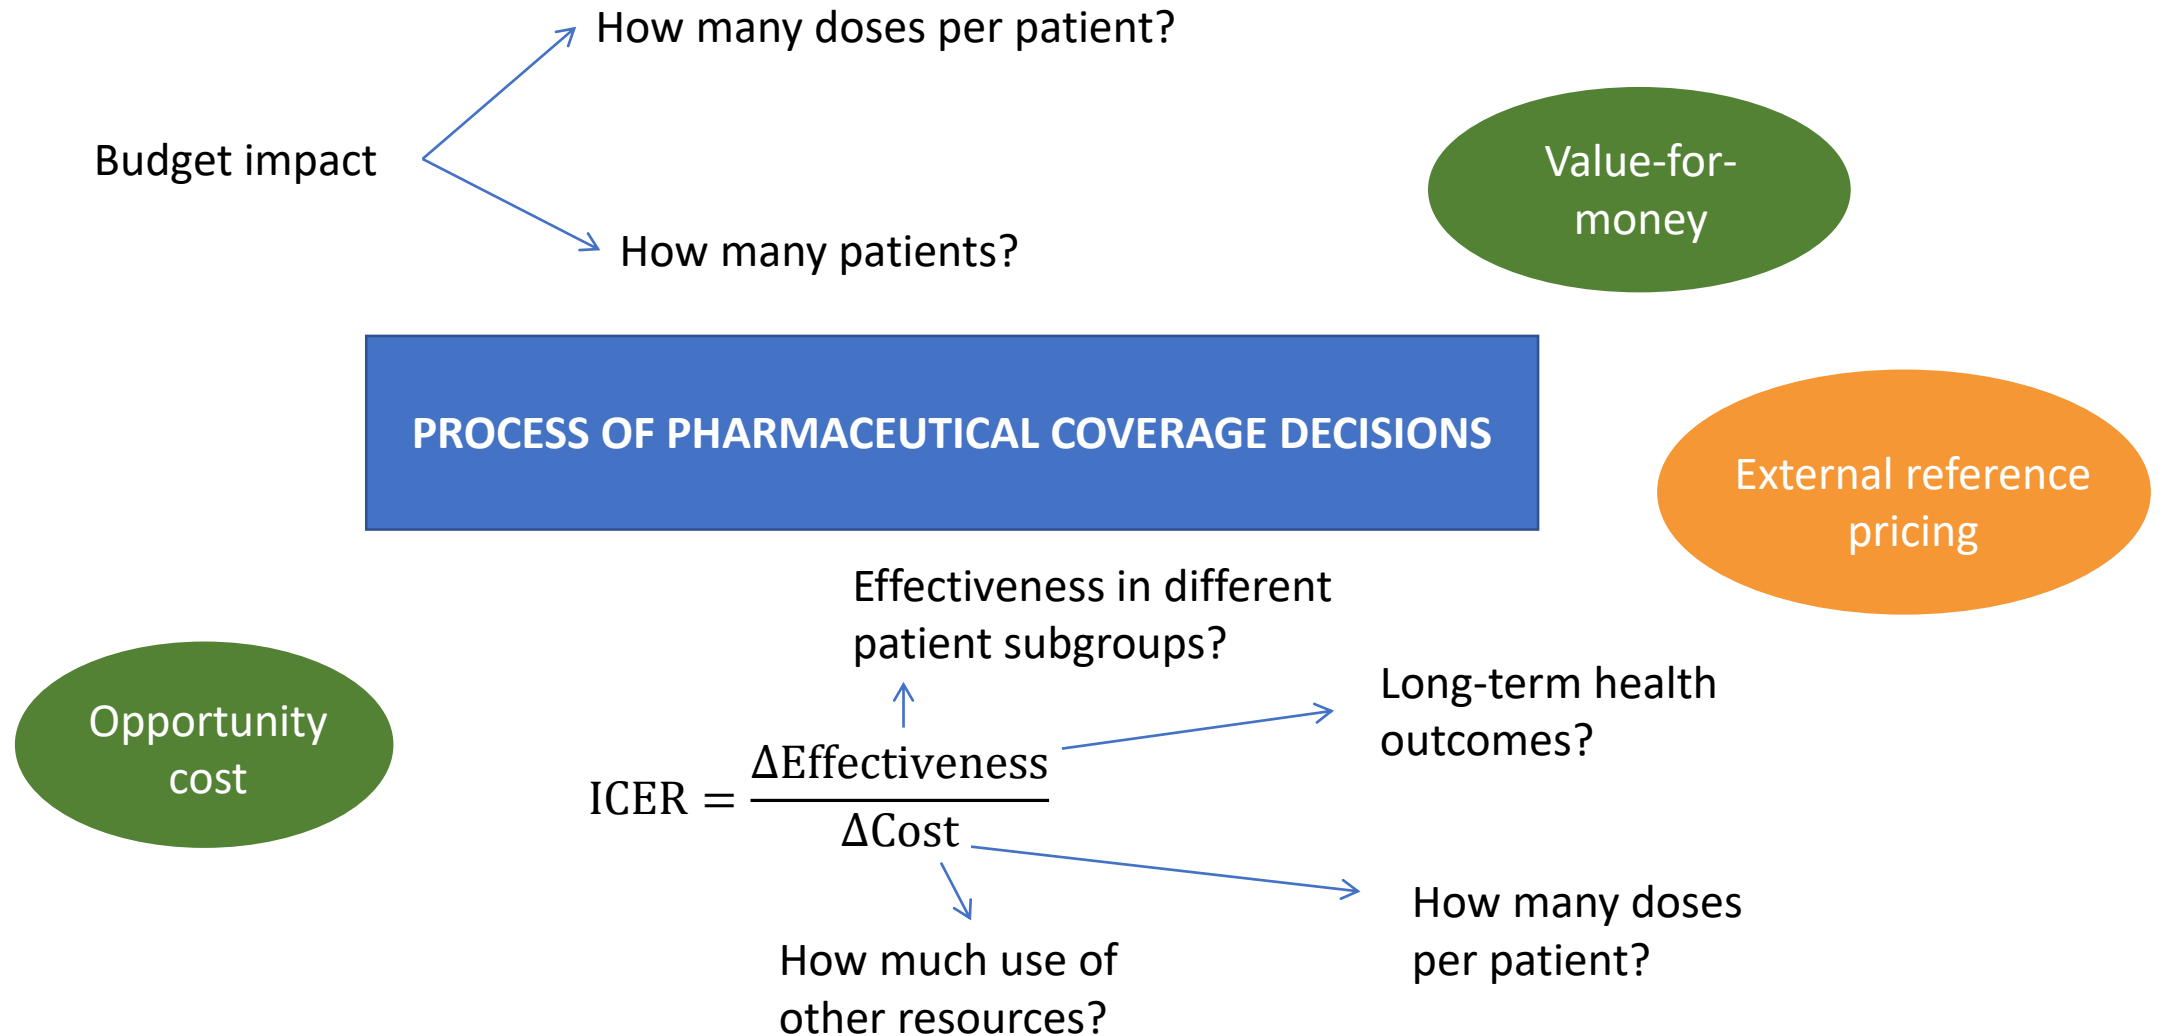 How many doses per patient?
Budget impact
How many patients?
Value-for-
money
PROCESS OF PHARMACEUTICAL COVERAGE DECISIONS
External reference
pricing
Effectiveness in different
patient subgroups?
Long-term health
outcomes?
Opportunity
cost
ICER = ΔEffectiveness
ΔCost
How many doses
per patient?
How much use of
other resources?